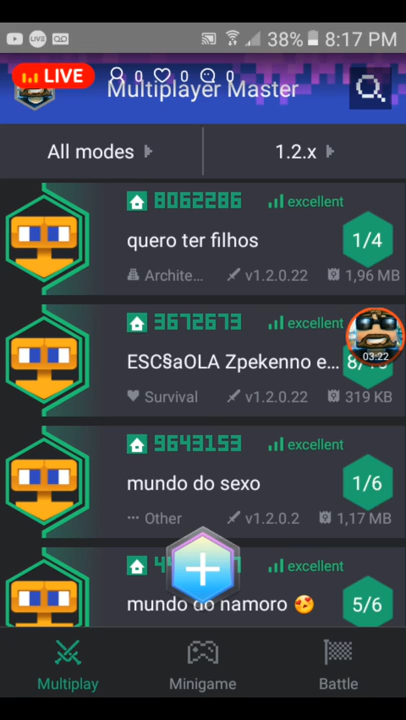 LIVE
38% 8:17 PM
LIVE 0 0 0
Multiplayer Master
All modes 1.2.x
8062286 excellent
quero ter filhos 1/4
Archite... v1.2.0.22 1,96 MB
3672673 excellent
ESC§aOLA Zpekenno e...
03:22
Survival v1.2.0.22 319 KB
9643153 excellent
mundo do sexo 1/6
Other v1.2.0.2 1,17 MB
excellent
mundo do namoro 😍 5/6
Multiplay Minigame Battle